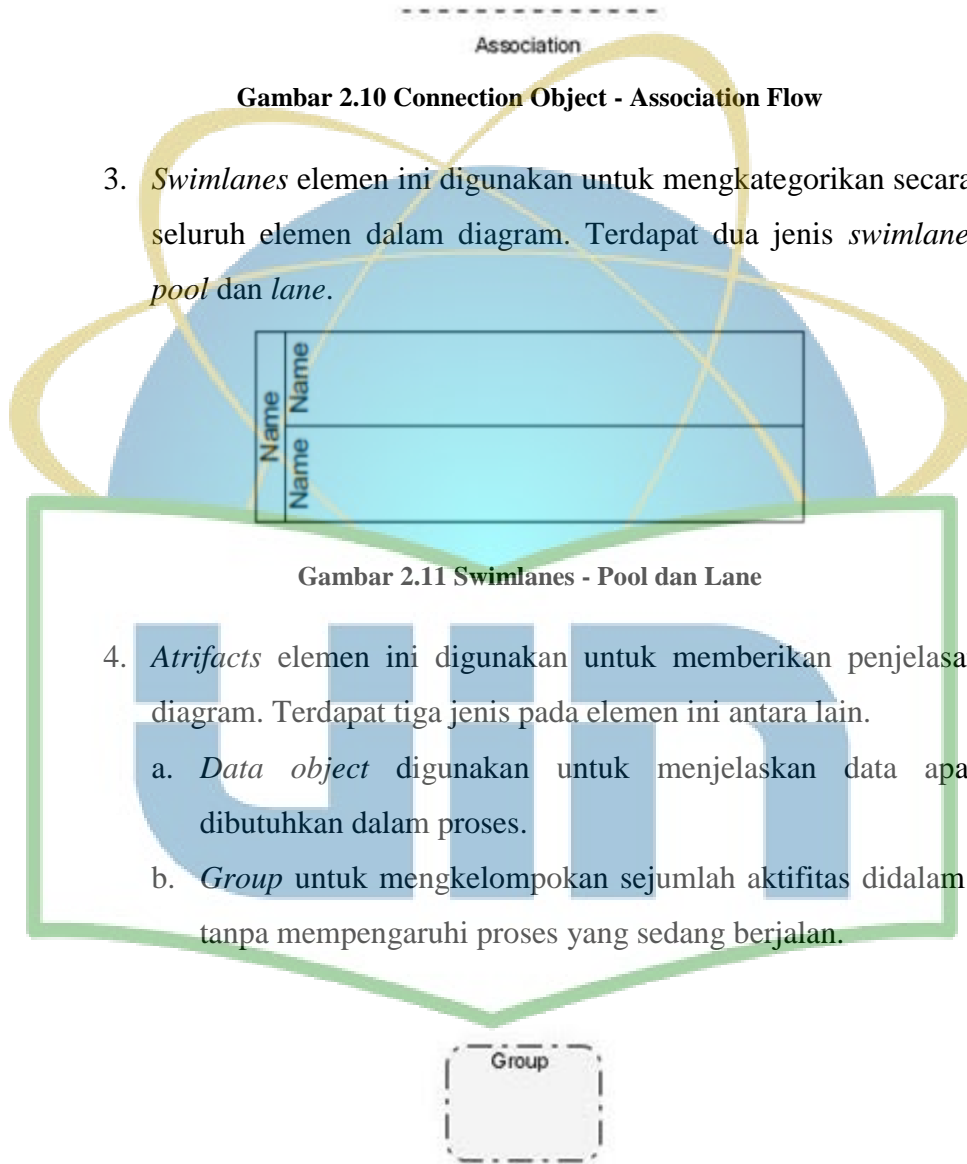 Association
Gambar 2.10 Connection Object - Association Flow
3. Swimlanes elemen ini digunakan untuk mengkategorikan secara
seluruh elemen dalam diagram. Terdapat dua jenis swimlane
pool dan lane.
Name
Name
Name
Gambar 2.11 Swimlanes - Pool dan Lane
4. Atrifacts elemen ini digunakan untuk memberikan penjelasa
diagram. Terdapat tiga jenis pada elemen ini antara lain.
a. Data object digunakan untuk menjelaskan data apa
dibutuhkan dalam proses.
b. Group untuk mengkelompokan sejumlah aktifitas didalam
tanpa mempengaruhi proses yang sedang berjalan.
Group